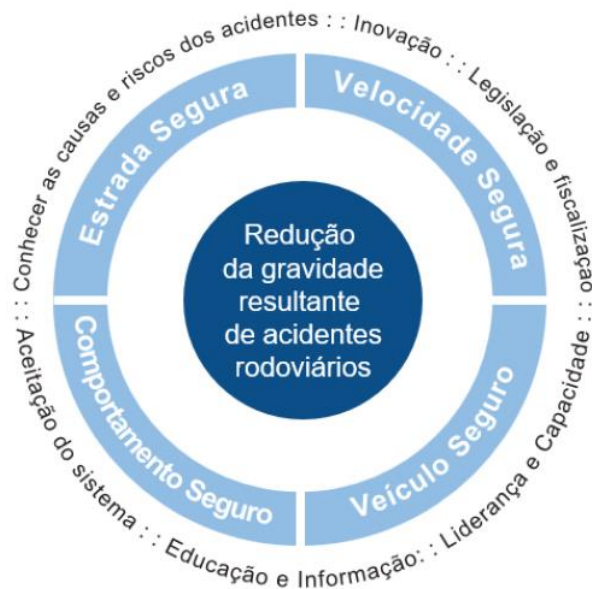 Conhecer as causas e riscos dos acidentes : : Inovação : : Legislação e fiscalização : :
Liderança e Capacidade : :
Educação e Informação: :
Aceitação do sistema : :
Estrada Segura
Velocidade Segura
Comportamento Seguro
Veículo Seguro
Redução
da gravidade
resultante
de acidentes
rodoviários